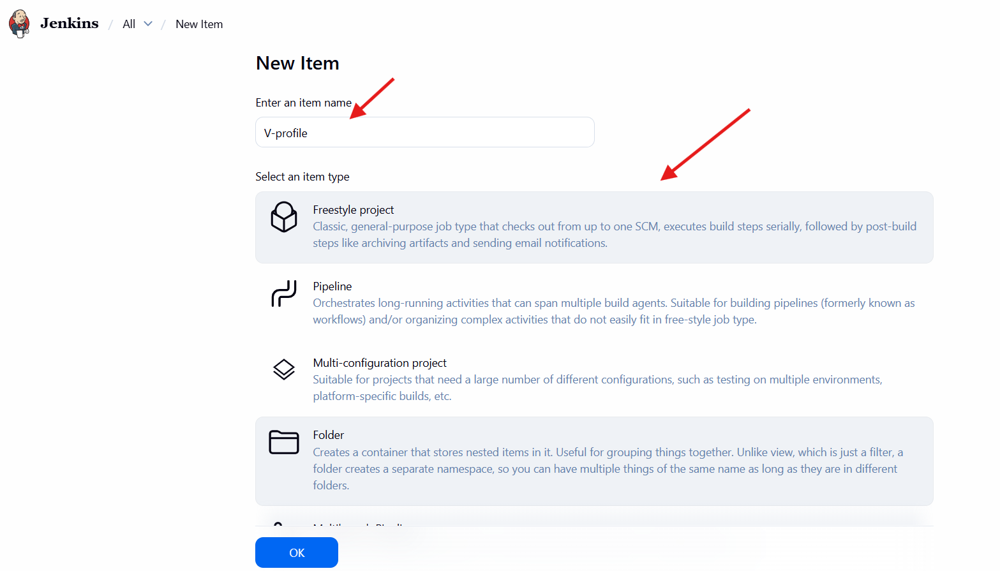 Jenkins / All / New Item
New Item
Enter an item name
V-profile
Select an item type
Freestyle project
Classic, general-purpose job type that checks out from up to one SCM, executes build steps serially, followed by post-build
steps like archiving artifacts and sending email notifications.
Pipeline
Orchestrates long-running activities that can span multiple build agents. Suitable for building pipelines (formerly known as
workflows) and/or organizing complex activities that do not easily fit in free-style job type.
Multi-configuration project
Suitable for projects that need a large number of different configurations, such as testing on multiple environments,
platform-specific builds, etc.
Folder
Creates a container that stores nested items in it. Useful for grouping things together. Unlike view, which is just a filter, a
folder creates a separate namespace, so you can have multiple things of the same name as long as they are in different
folders.
OK